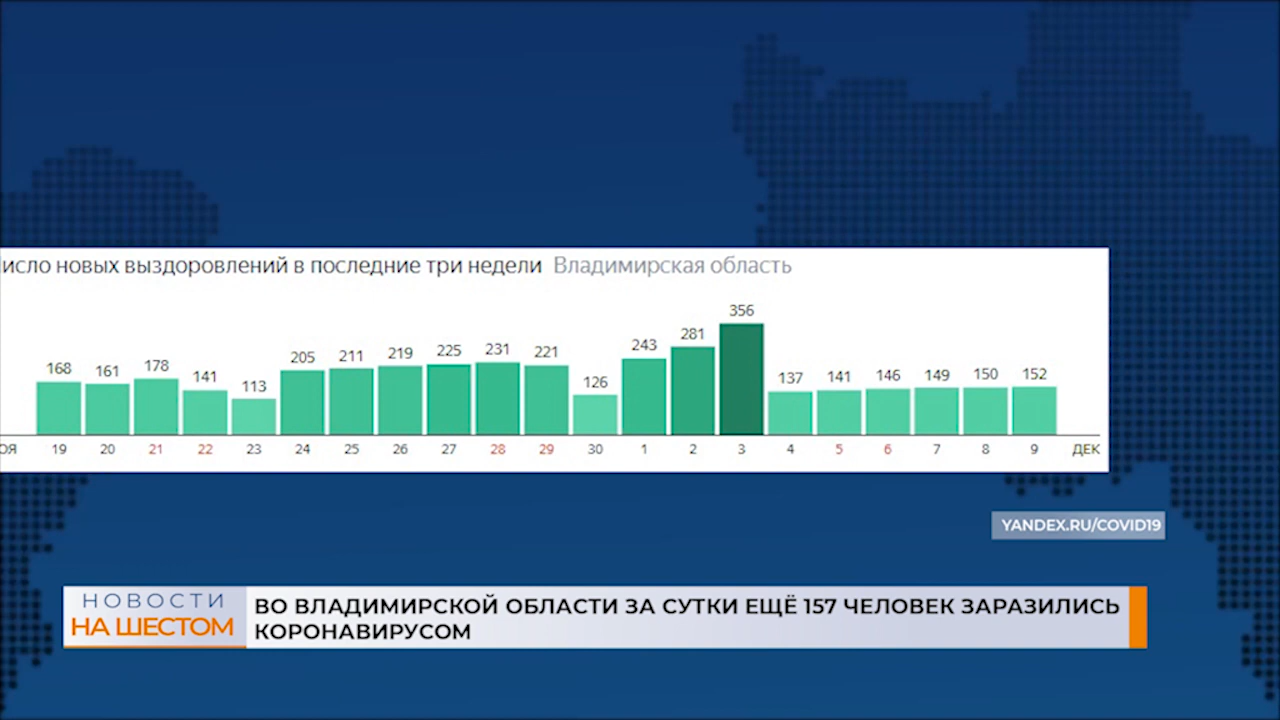 исло новых выздоровлений в последние три недели Владимирская область
168 161 178 141 113 205 211 219 225 231 221 126 243 281 356 137 141 146 149 150 152
ОЯ 19 20 21 22 23 24 25 26 27 28 29 30 1 2 3 4 5 6 7 8 9 ДЕК
YANDEX.RU/COVID19
НОВОСТИ
НА ШЕСТОМ
ВО ВЛАДИМИРСКОЙ ОБЛАСТИ ЗА СУТКИ ЕЩЁ 157 ЧЕЛОВЕК ЗАРАЗИЛИСЬ
КОРОНАВИРУСОМ